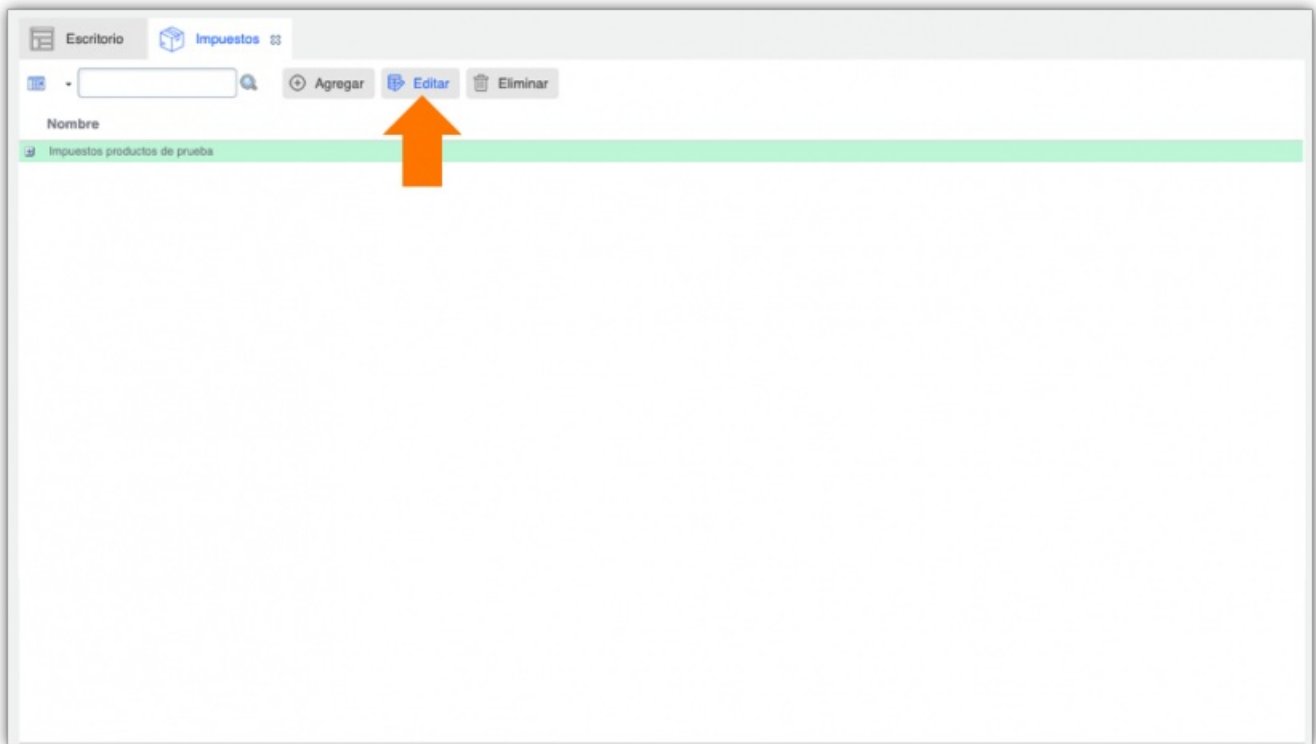 Escritorio Impuestos
Agregar Editar Eliminar
Nombre
Impuestos productos de prueba